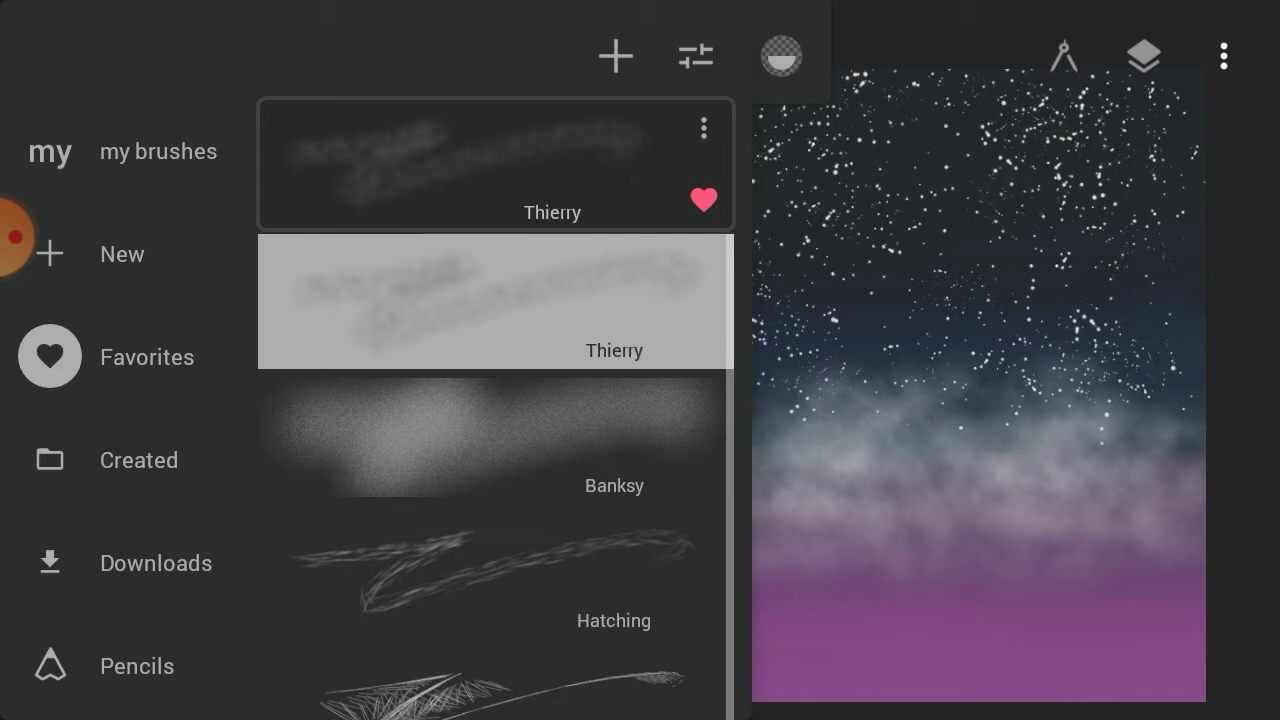 my my brushes
New
Favorites
Created
Downloads
Pencils
Thierry
Thierry
Banksy
Hatching